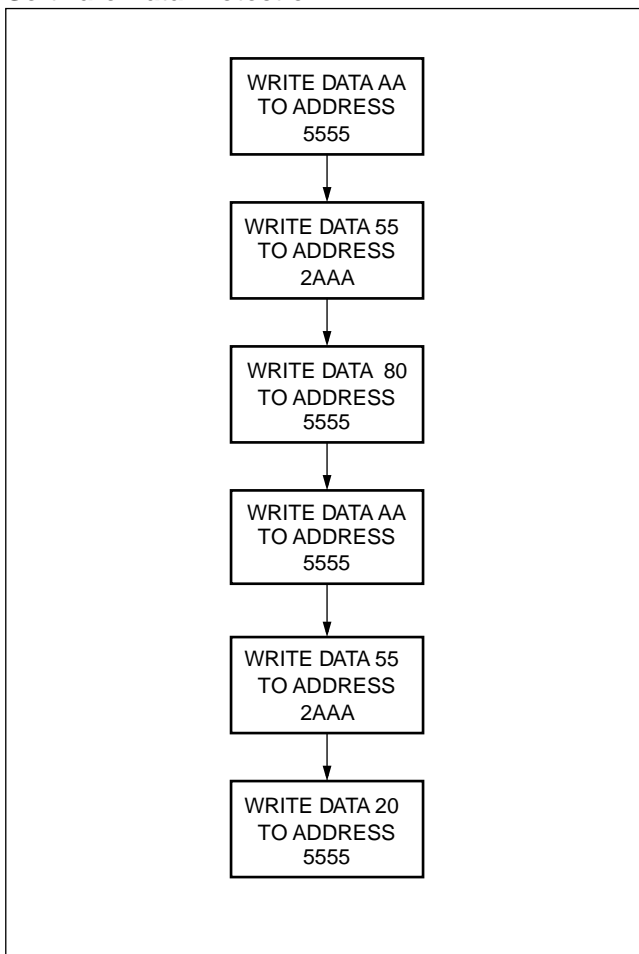 WRITE DATA AA
TO ADDRESS
5555
WRITE DATA 55
TO ADDRESS
2AAA
WRITE DATA 80
TO ADDRESS
5555
WRITE DATA AA
TO ADDRESS
5555
WRITE DATA 55
TO ADDRESS
2AAA
WRITE DATA 20
TO ADDRESS
5555